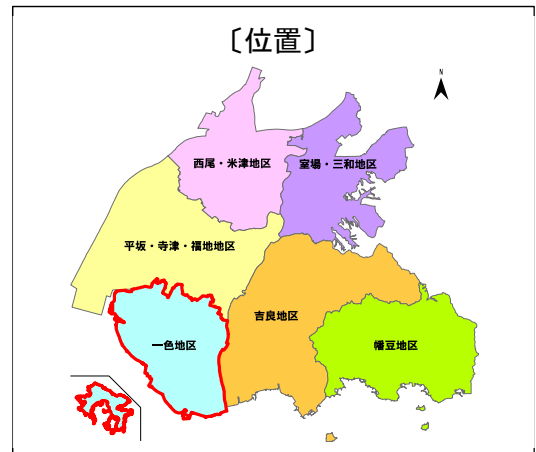 〔位置〕
N
西尾・米津地区
室場・三和地区
平坂・寺津・福地地区
吉良地区
一色地区
幡豆地区